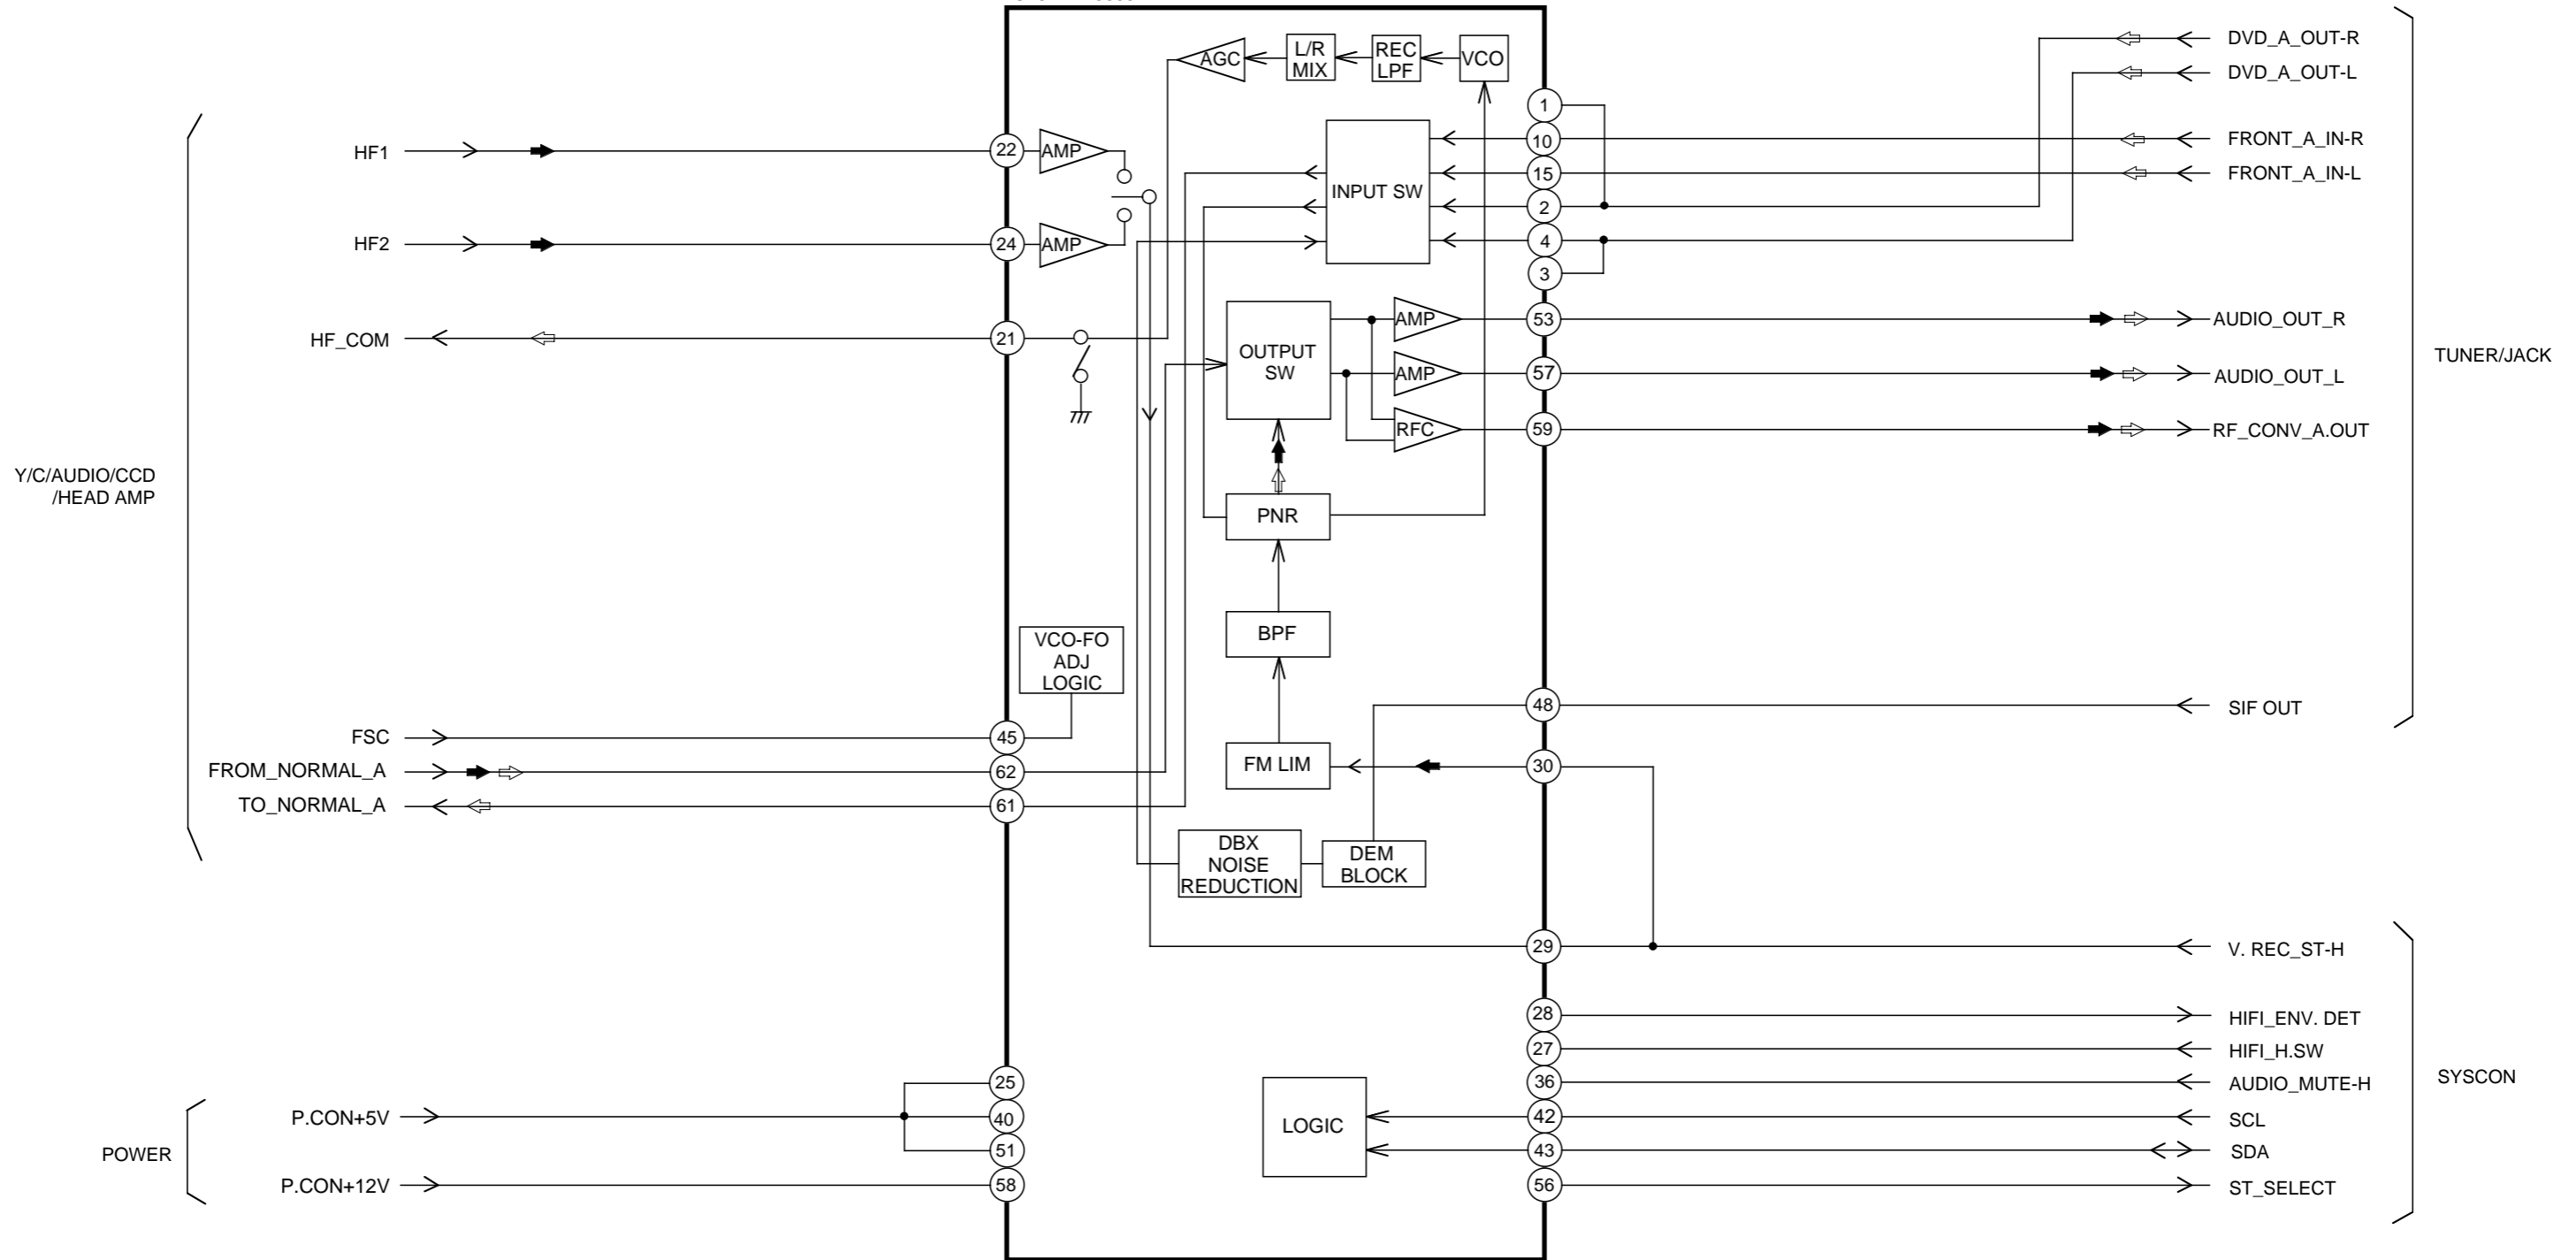 Y/C/AUDIO/CCD
/HEAD AMP
HF1
HF2
HF_COM
FSC
FROM_NORMAL_A
TO_NORMAL_A
POWER
P.CON+5V
P.CON+12V
22
24
21
45
62
61
25
40
51
58
AMP
AMP
AGC
L/R
MIX
REC
LPF
VCO
INPUT SW
OUTPUT
SW
AMP
AMP
RFC
PNR
BPF
VCO-FO
ADJ
LOGIC
FM LIM
DBX
NOISE
REDUCTION
DEM
BLOCK
LOGIC
1
10
15
2
4
3
53
57
59
48
30
29
28
27
36
42
43
56
DVD_A_OUT-R
DVD_A_OUT-L
FRONT_A_IN-R
FRONT_A_IN-L
AUDIO_OUT_R
AUDIO_OUT_L
RF_CONV_A.OUT
SIF OUT
TUNER/JACK
V. REC_ST-H
HIFI_ENV. DET
HIFI_H.SW
AUDIO_MUTE-H
SCL
SDA
ST_SELECT
SYSCON